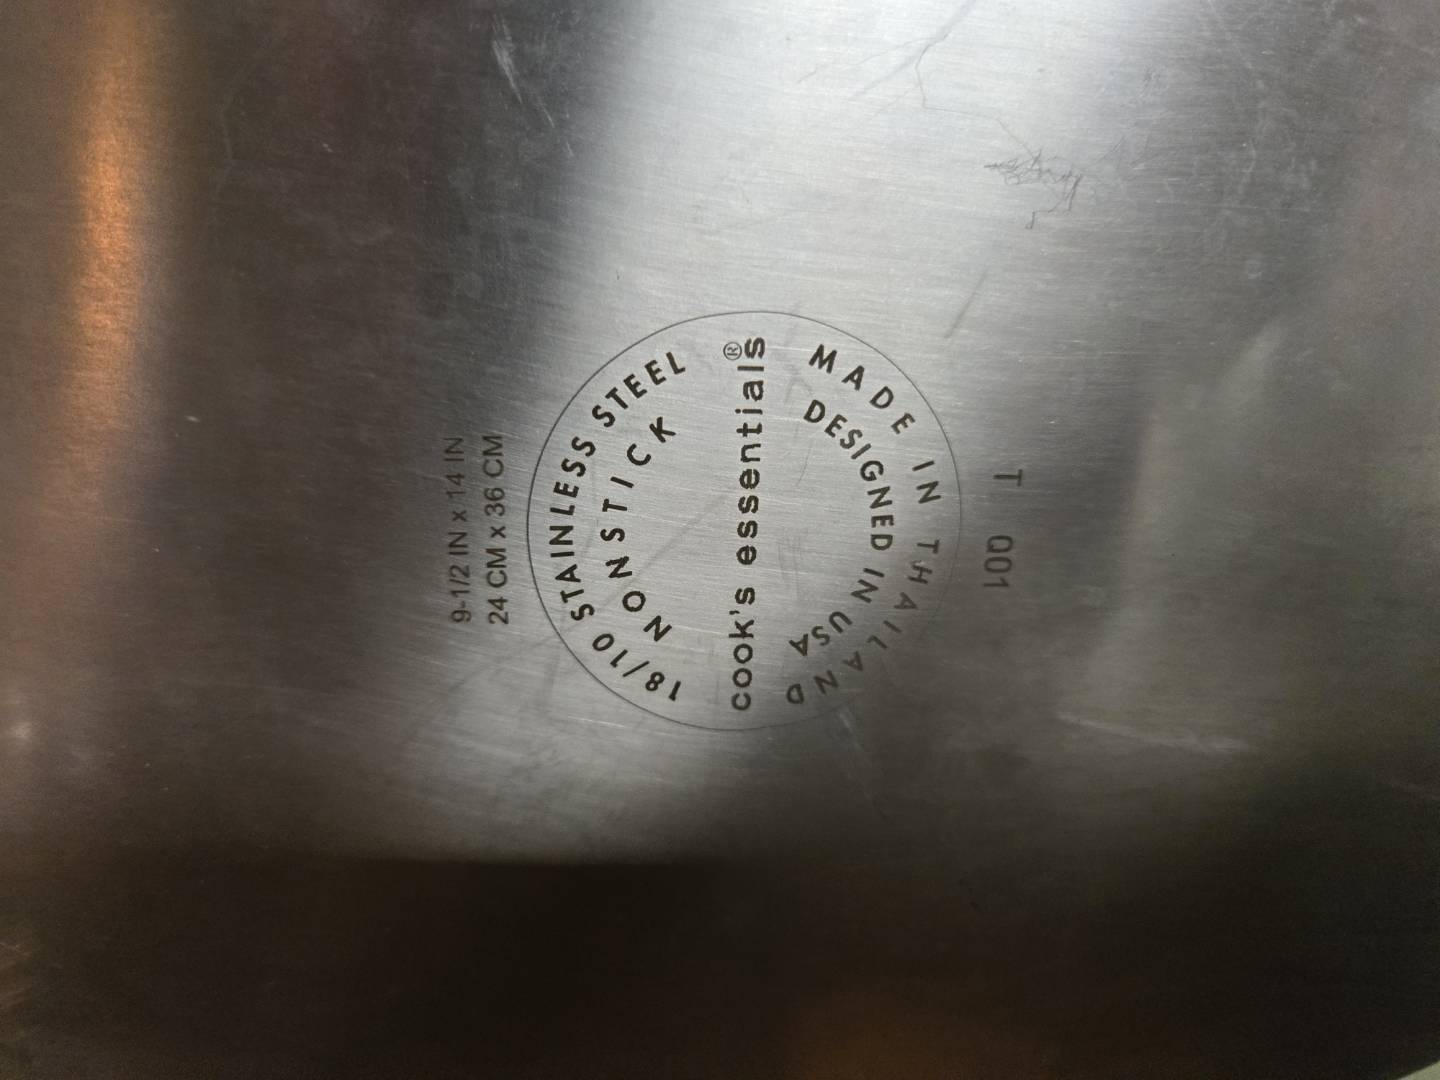 9-1/2 IN x 14 IN
24 CM x 36 CM
18/10 STAINLESS STEEL
NONSTICK
cook's essentials®
DESIGNED IN USA
MADE IN THAILAND
T 001